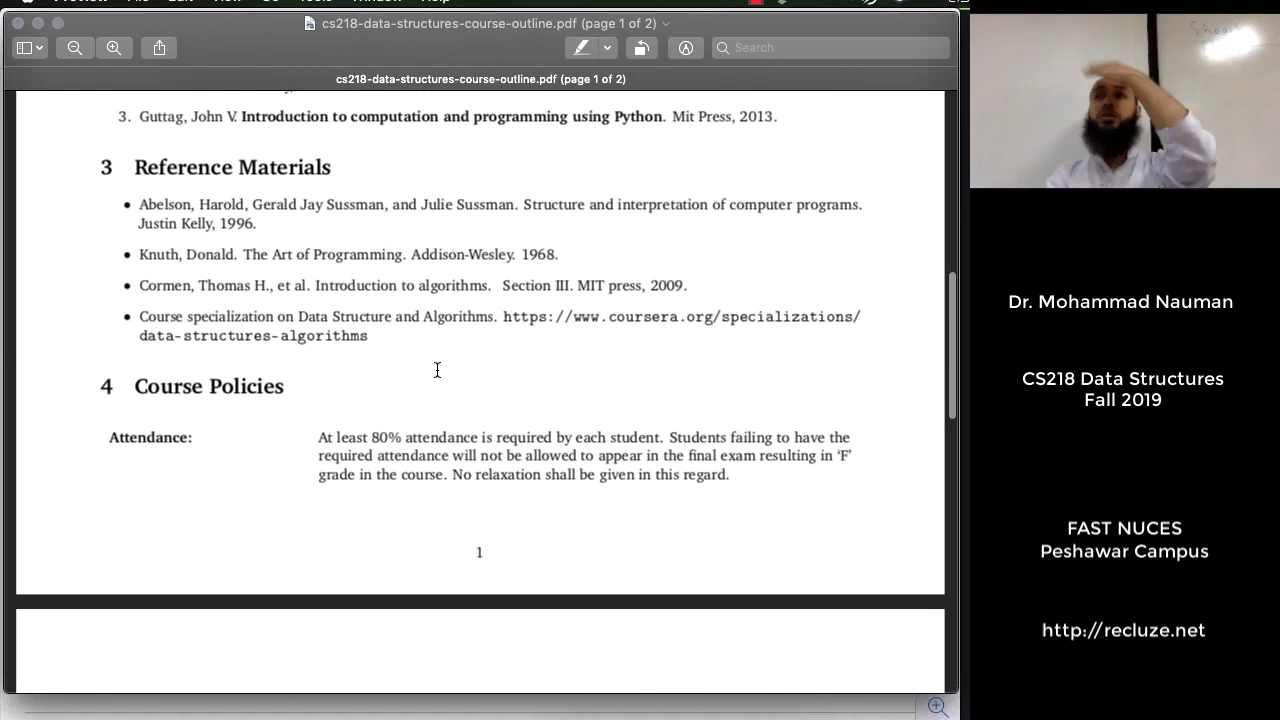 cs218-data-structures-course-outline.pdf (page 1 of 2)
Search
cs218-data-structures-course-outline.pdf (page 1 of 2)
3. Guttag, John V. Introduction to computation and programming using Python. Mit Press, 2013.
3 Reference Materials
• Abelson, Harold, Gerald Jay Sussman, and Julie Sussman. Structure and interpretation of computer programs.
Justin Kelly, 1996.
• Knuth, Donald. The Art of Programming. Addison-Wesley. 1968.
• Cormen, Thomas H., et al. Introduction to algorithms. Section III. MIT press, 2009.
• Course specialization on Data Structure and Algorithms. https://www.coursera.org/specializations/
data-structures-algorithms
4 Course Policies
Attendance: At least 80% attendance is required by each student. Students failing to have the
required attendance will not be allowed to appear in the final exam resulting in ‘F’
grade in the course. No relaxation shall be given in this regard.
1
Dr. Mohammad Nauman
CS218 Data Structures
Fall 2019
FAST NUCES
Peshawar Campus
http://recluze.net